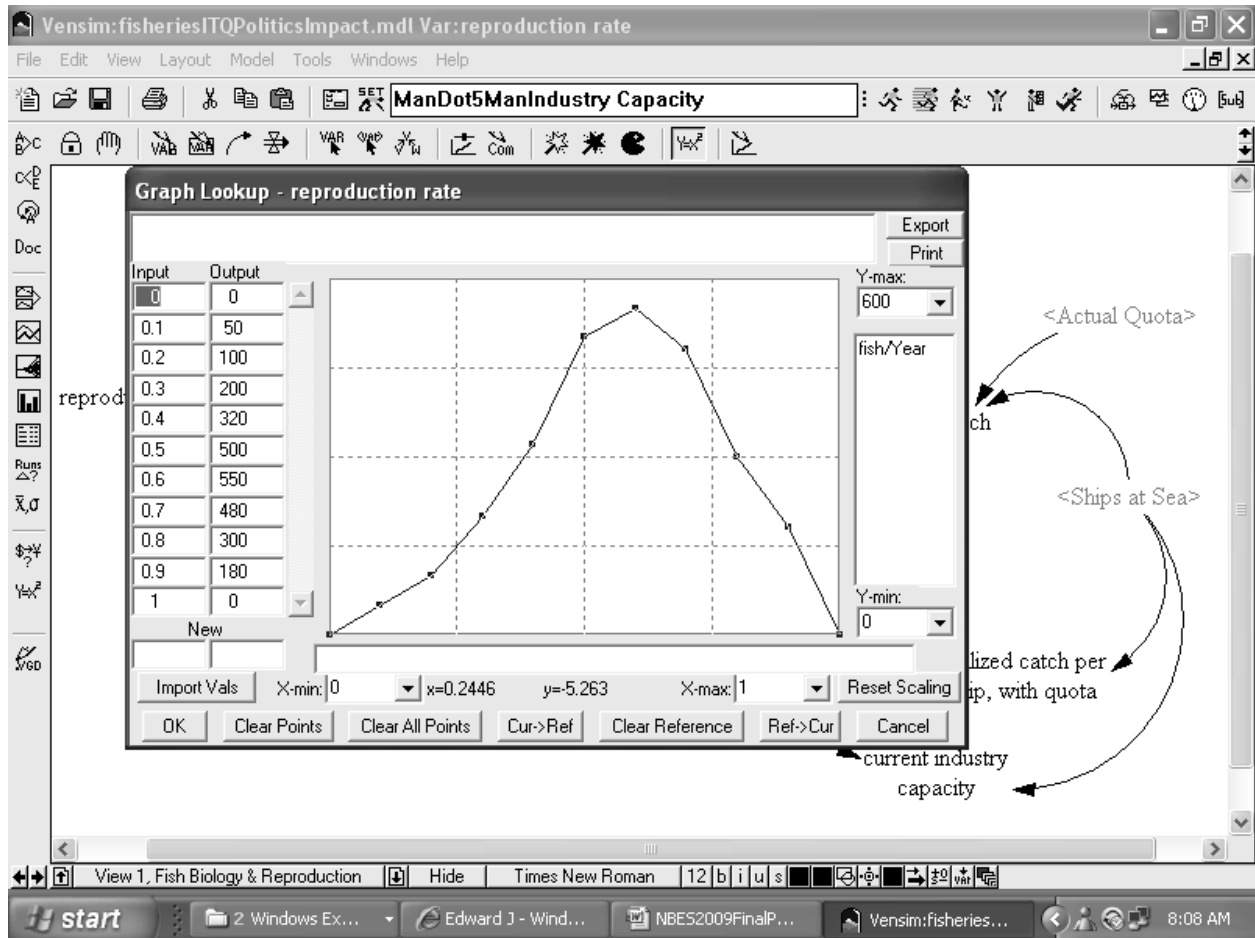 Vensim:fisheriesITQPoliticsImpact.mdl Var:reproduction rate
File Edit View Layout Model Tools Windows Help
SET ManDot5ManIndustry Capacity
Sub
VAR
Com
Y=X²
Doc
Runs
Graph Lookup - reproduction rate
Export
Print
Input Output
0 0
0.1 50
0.2 100
0.3 200
0.4 320
0.5 500
0.6 550
0.7 480
0.8 300
0.9 180
1 0
New
Y-max:
600
fish/Year
Y-min:
0
Import Vals X-min: 0 x=0.2446 y=-5.263 X-max: 1 Reset Scaling
OK Clear Points Clear All Points Cur->Ref Clear Reference Ref->Cur Cancel
reprod
<Actual Quota>
ch
<Ships at Sea>
lized catch per
ip, with quota
current industry
capacity
View 1, Fish Biology & Reproduction Hide Times New Roman 12 b i u s
start 2 Windows Ex... Edward J - Wind... NBES2009FinalP... Vensim:fisheries... 8:08 AM